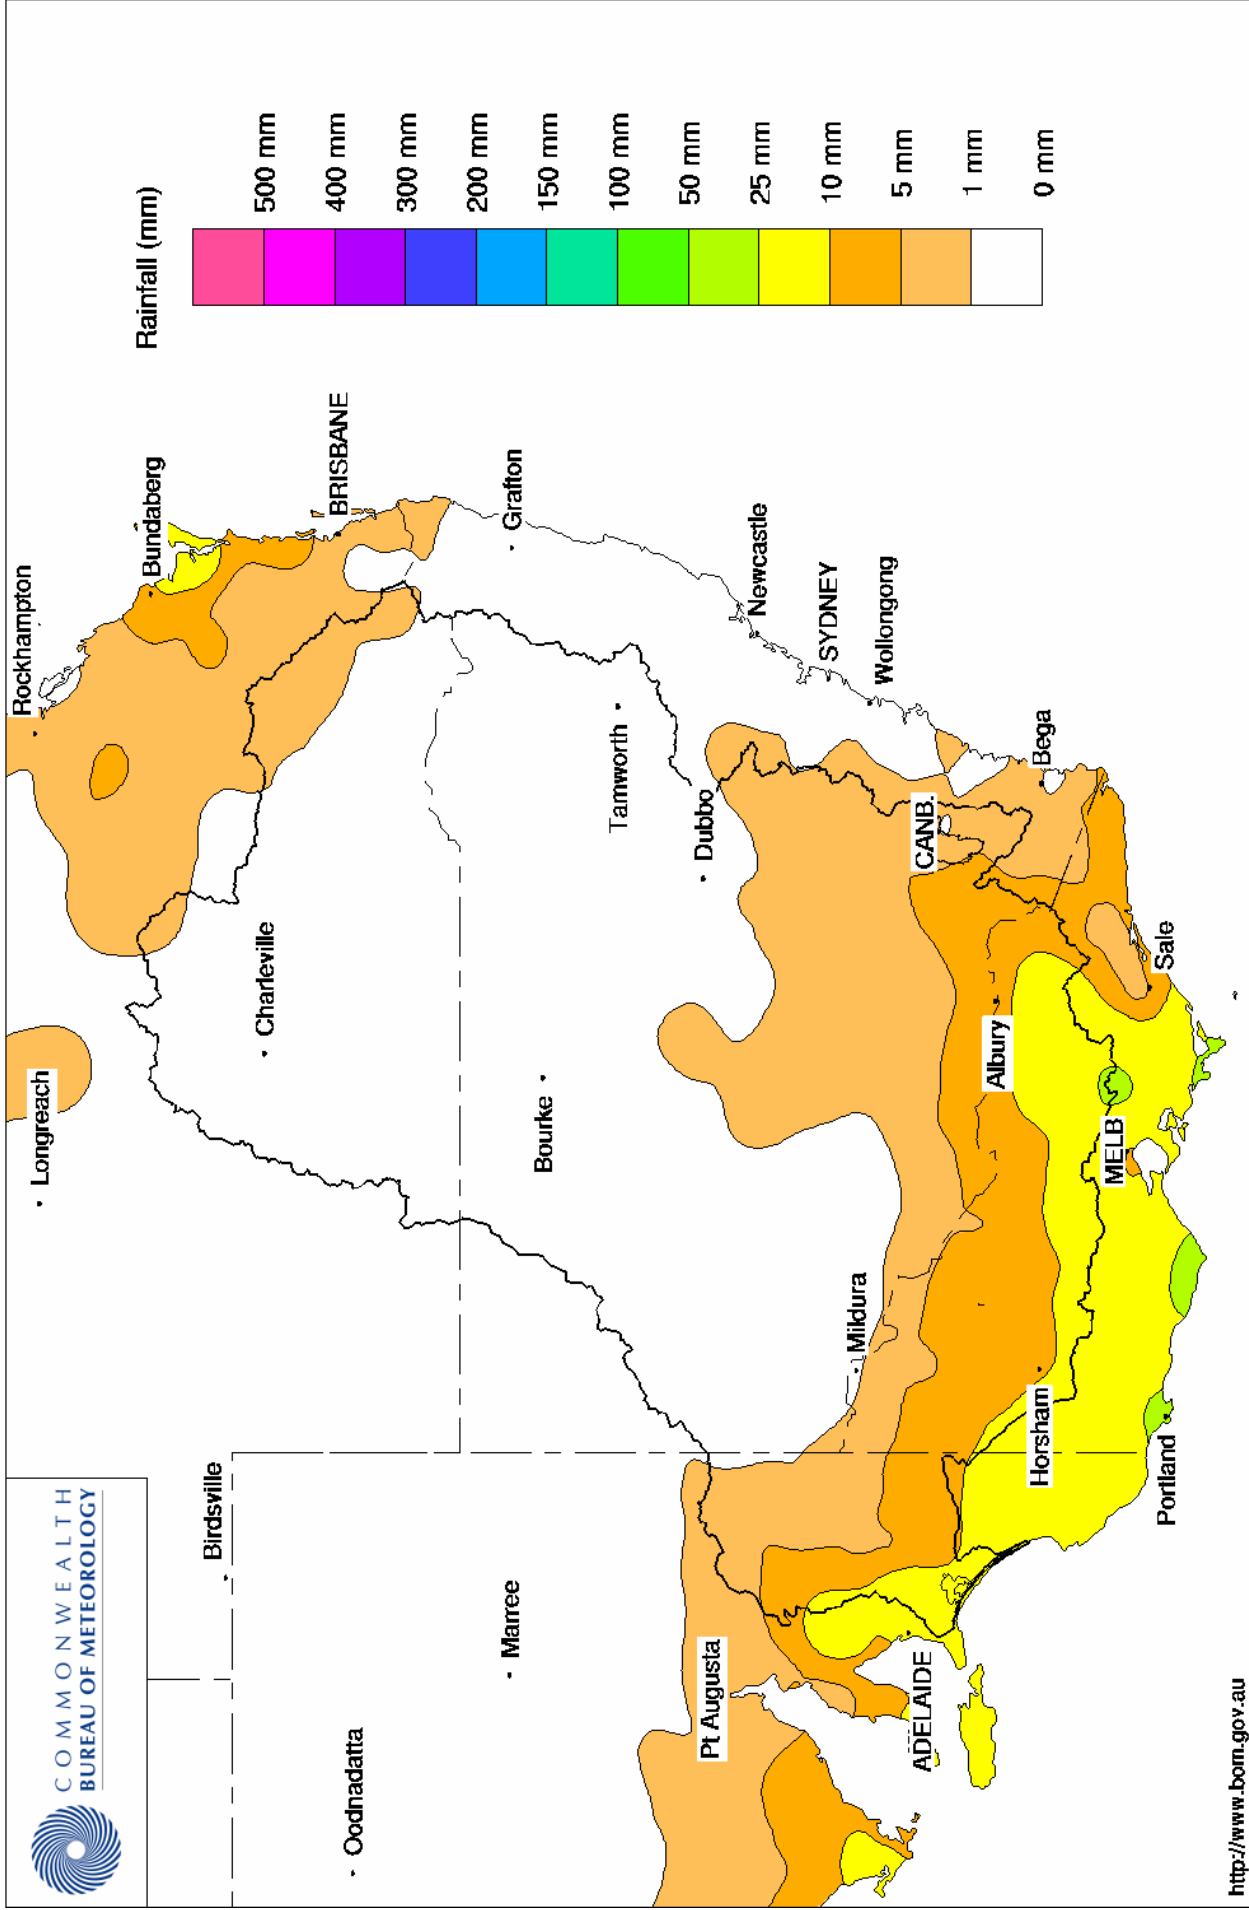 COMMONWEALTH
BUREAU OF METEOROLOGY
Rainfall (mm)
500 mm
400 mm
300 mm
200 mm
150 mm
100 mm
50 mm
25 mm
10 mm
5 mm
1 mm
0 mm
Rockhampton
Longreach
Bundaberg
Birdsville
Charleville
BRISBANE
Oodnadatta
Marree
Bourke
Grafton
Tamworth
Pt Augusta
Dubbo
Newcastle
Mildura
SYDNEY
Wollongong
ADELAIDE
CANB.
Albury
Horsham
Bega
MELB
Portland
Sale
http://www.bom.gov.au